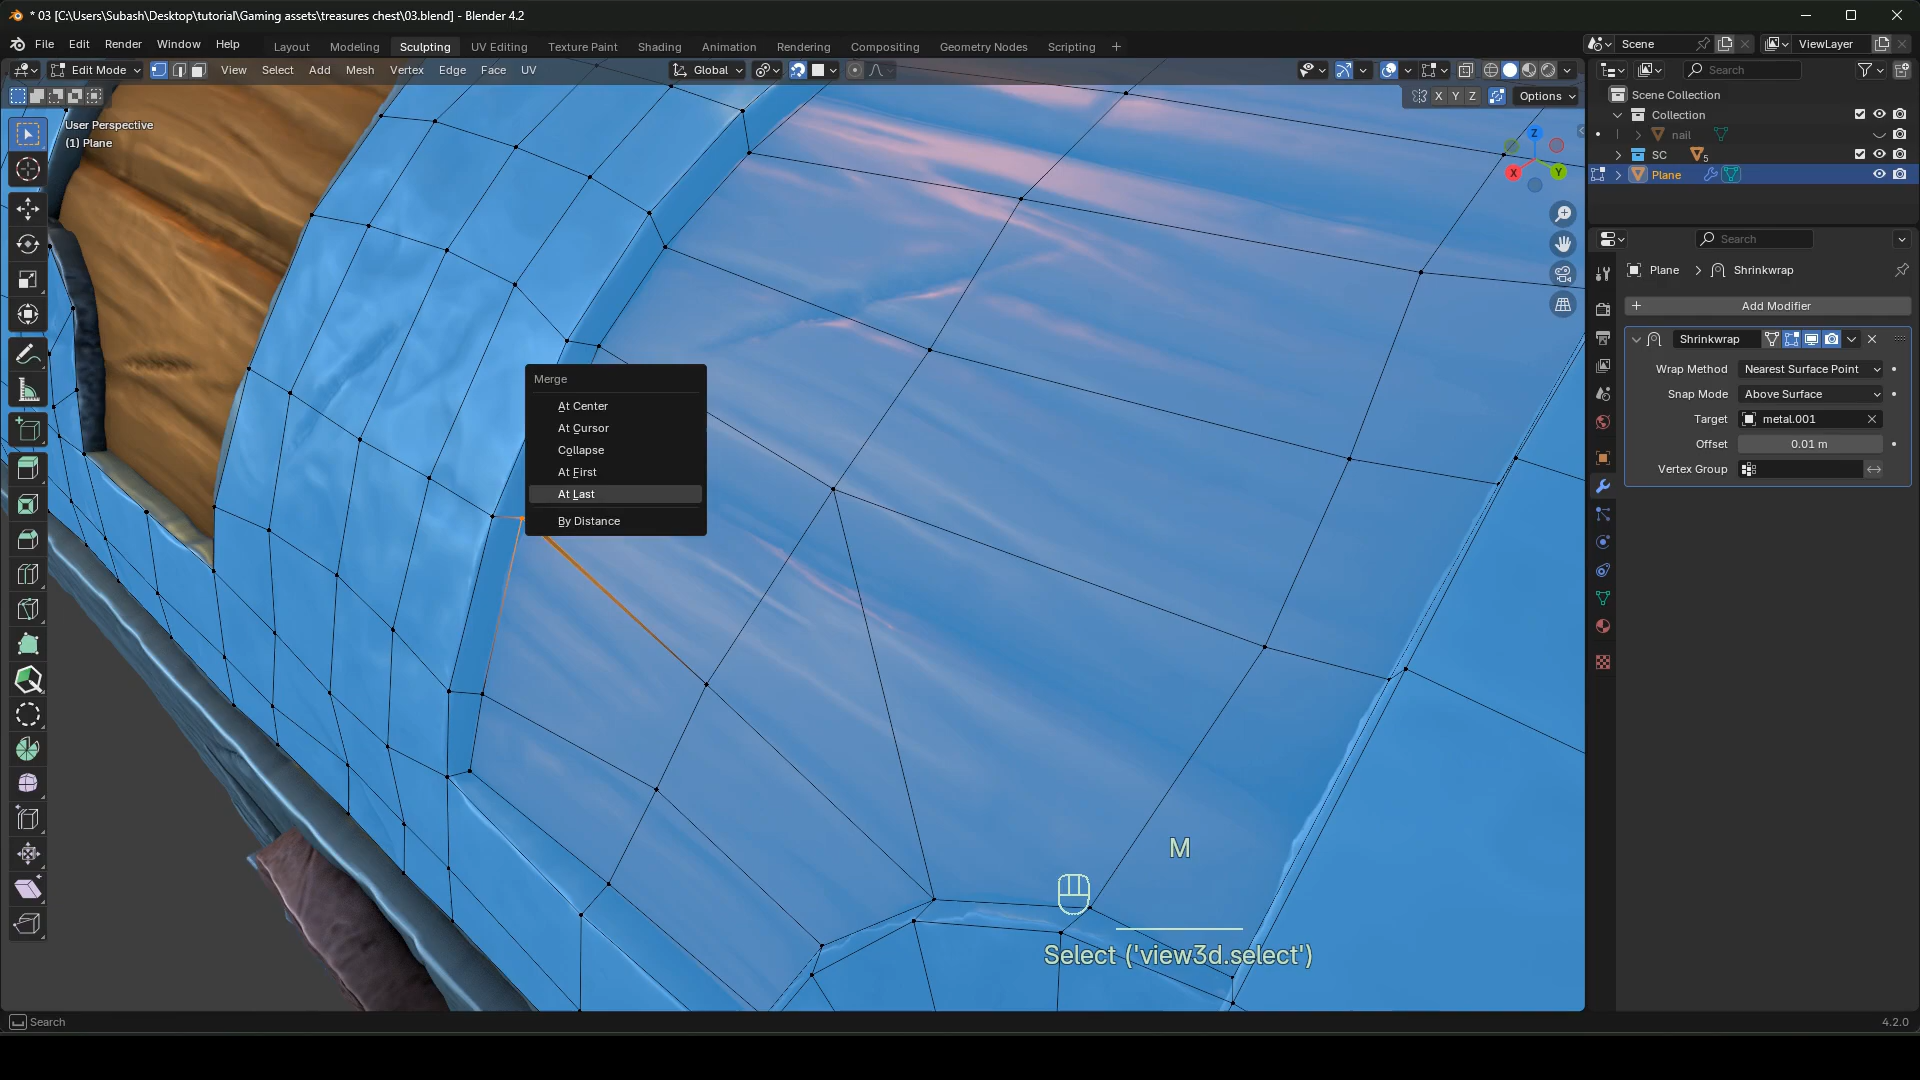 * 03 [C:\Users\Subash\Desktop\tutorial\Gaming assets\treasures chest\03.blend] - Blender 4.2
File Edit Render Window Help Layout Modeling Sculpting UV Editing Texture Paint Shading Animation Rendering Compositing Geometry Nodes Scripting + Scene ViewLayer
Edit Mode View Select Add Mesh Vertex Edge Face UV Global Search
X Y Z Options
User Perspective
(1) Plane
Scene Collection
Collection
nail
SC 5
Plane
Z
X Y
Search
Plane > Shrinkwrap
+ Add Modifier
Shrinkwrap
Wrap Method Nearest Surface Point
Snap Mode Above Surface
Target metal.001
Offset 0.01 m
Vertex Group
Merge
At Center
At Cursor
Collapse
At First
At Last
By Distance
M
Select ('view3d.select')
Search 4.2.0